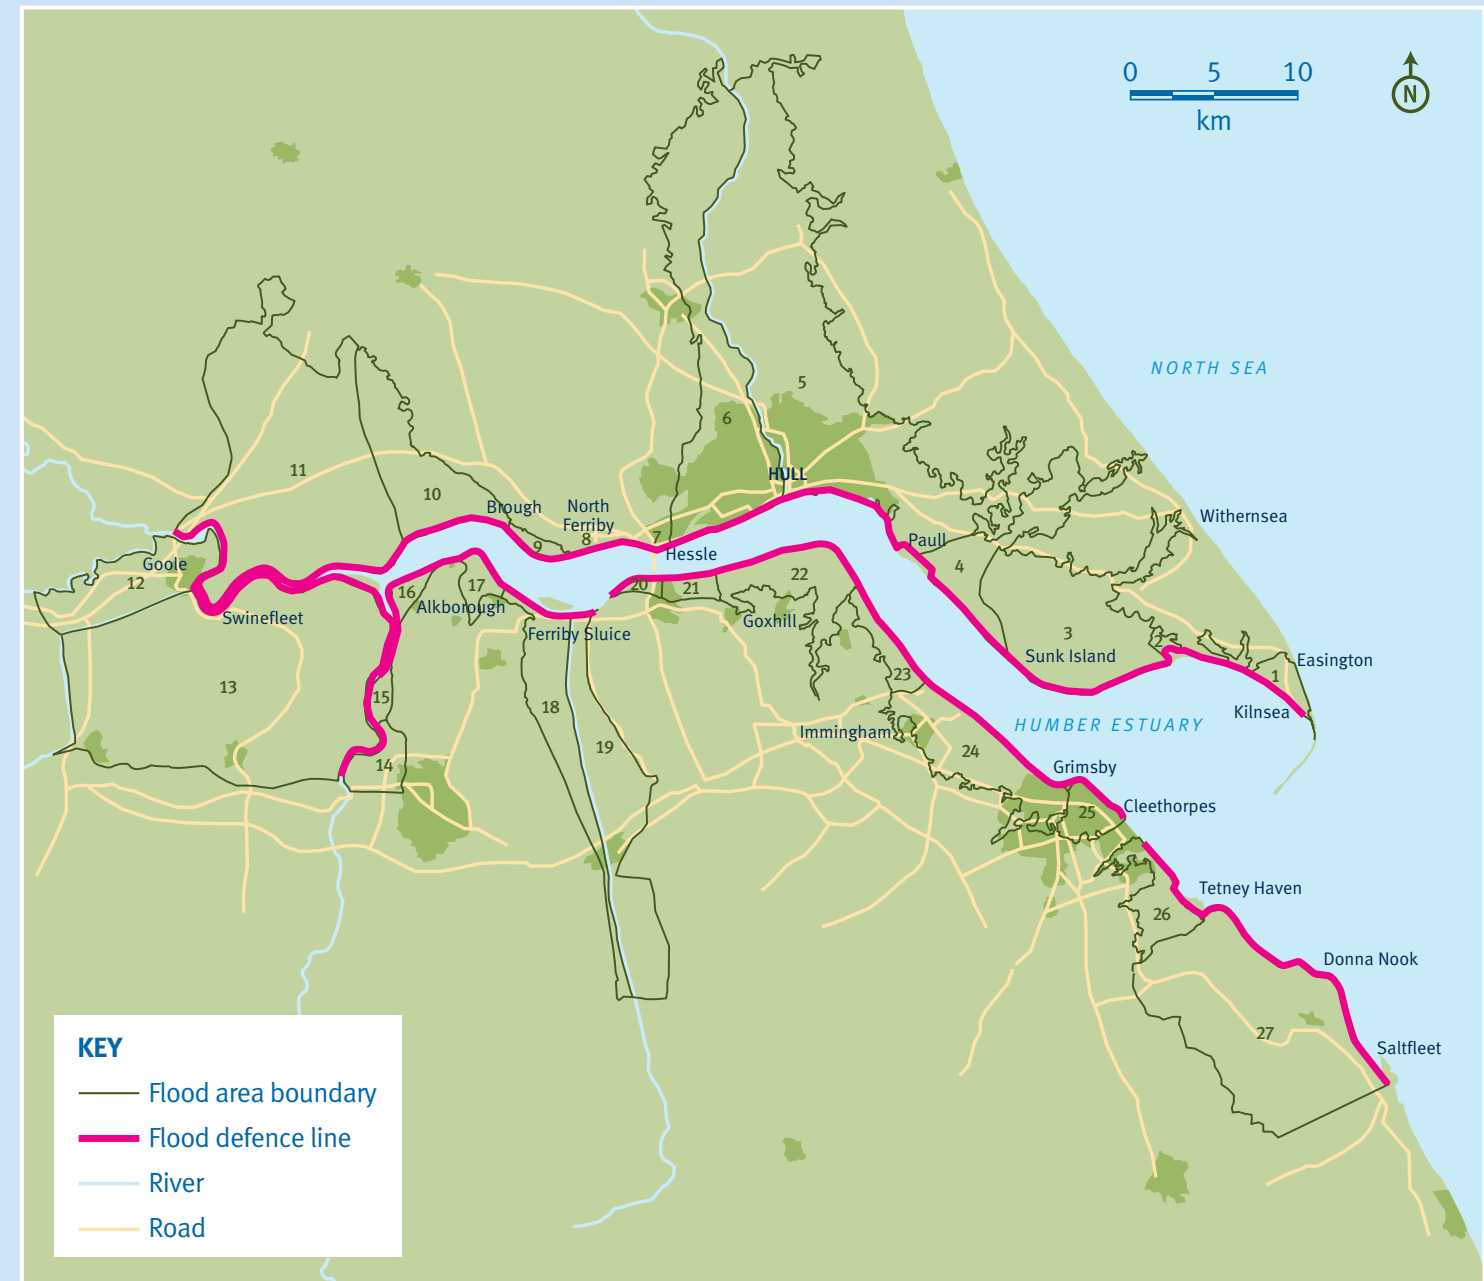 0 5 10
km
N
NORTH SEA
5
6
11
HULL
10
Brough
North
Ferriby
Withernsea
7
8
9
Paull
Hessle
Goole
4
12
22
16
17
20
21
Alkborough
Swinefleet
Goxhill
Ferriby Sluice
3
2
Sunk Island
Easington
1
23
13
15
18
Kilnsea
HUMBER ESTUARY
Immingham
19
24
14
Grimsby
Cleethorpes
25
Tetney Haven
26
Donna Nook
27
Saltfleet
KEY
Flood area boundary
Flood defence line
River
Road